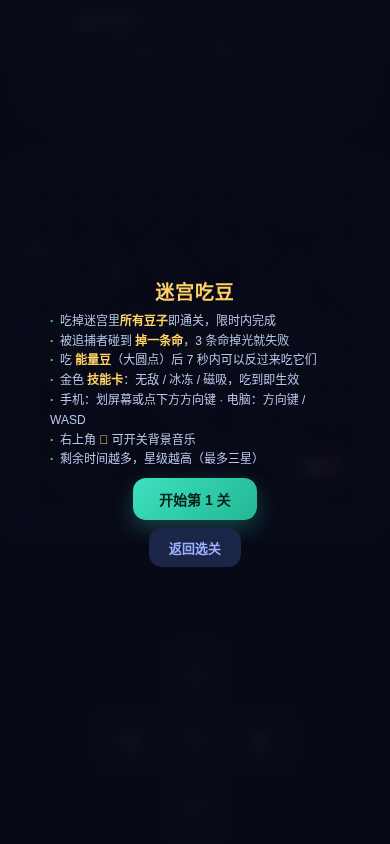 迷宫吃豆
· 吃掉迷宫里所有豆子即通关，限时内完成
· 被追捕者碰到 掉一条命，3 条命掉光就失败
· 吃 能量豆（大圆点）后 7 秒内可以反过来吃它们
· 金色 技能卡：无敌 / 冰冻 / 磁吸，吃到即生效
· 手机：划屏幕或点下方方向键 · 电脑：方向键 /
WASD
· 右上角 可开关背景音乐
· 剩余时间越多，星级越高（最多三星）
开始第 1 关
返回选关